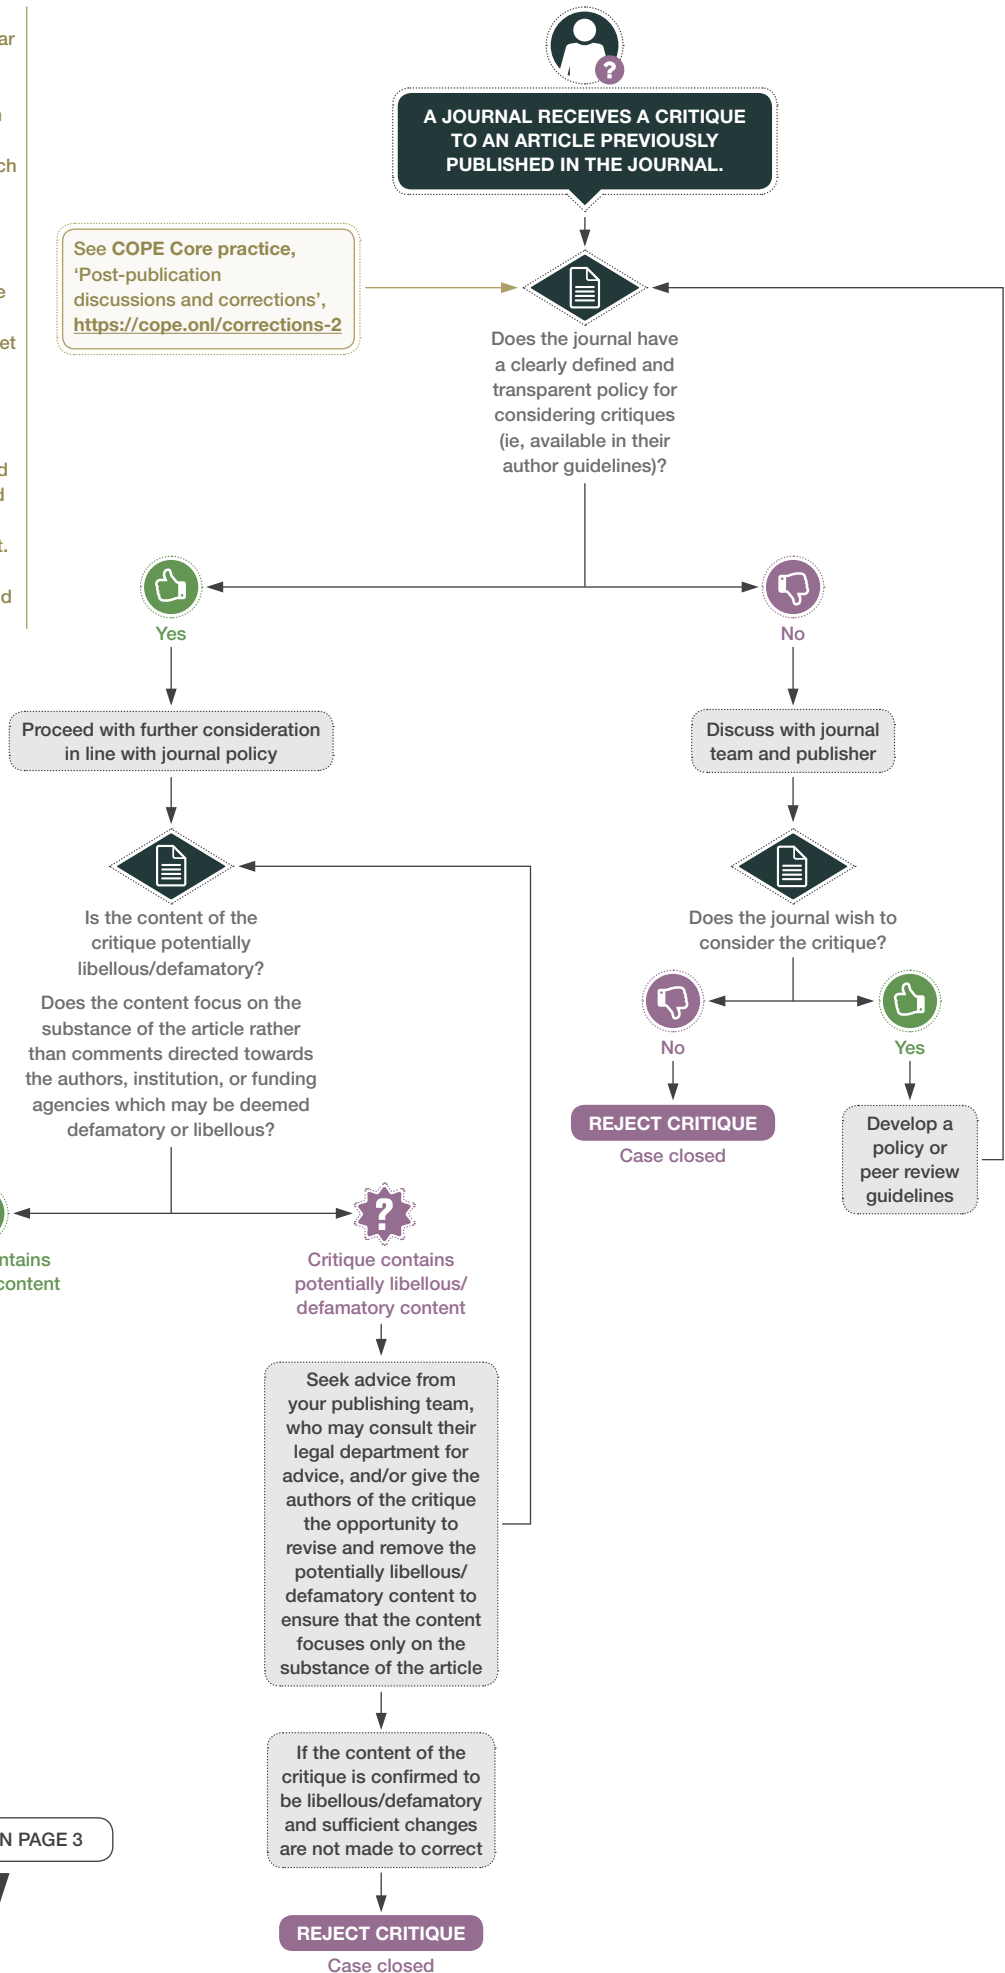 ar
ch
e
et
d
d
t.
d
?
A JOURNAL RECEIVES A CRITIQUE
TO AN ARTICLE PREVIOUSLY
PUBLISHED IN THE JOURNAL.
See COPE Core practice,
‘Post-publication
discussions and corrections’,
https://cope.onl/corrections-2
Does the journal have
a clearly defined and
transparent policy for
considering critiques
(ie, available in their
author guidelines)?
Yes
No
Proceed with further consideration
in line with journal policy
Discuss with journal
team and publisher
Is the content of the
critique potentially
libellous/defamatory?
Does the content focus on the
substance of the article rather
than comments directed towards
the authors, institution, or funding
agencies which may be deemed
defamatory or libellous?
Does the journal wish to
consider the critique?
No
Yes
REJECT CRITIQUE
Case closed
Develop a
policy or
peer review
guidelines
ntains
content
?
Critique contains
potentially libellous/
defamatory content
Seek advice from
your publishing team,
who may consult their
legal department for
advice, and/or give the
authors of the critique
the opportunity to
revise and remove the
potentially libellous/
defamatory content to
ensure that the content
focuses only on the
substance of the article
If the content of the
critique is confirmed to
be libellous/defamatory
and sufficient changes
are not made to correct
N PAGE 3
REJECT CRITIQUE
Case closed